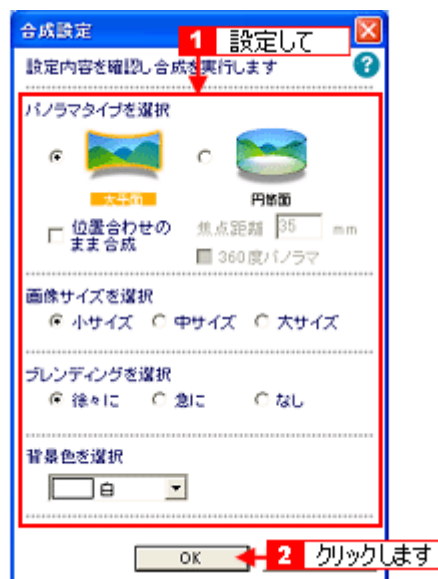 合成設定
1 設定して
設定内容を確認し合成を実行します
?
パノラマタイプを選択
太平面
円筒面
位置合わせの
まま合成
焦点距離 35 mm
360度パノラマ
画像サイズを選択
小サイズ 中サイズ 大サイズ
ブレンディングを選択
徐々に 急に なし
背景色を選択
白
OK
2 クリックします